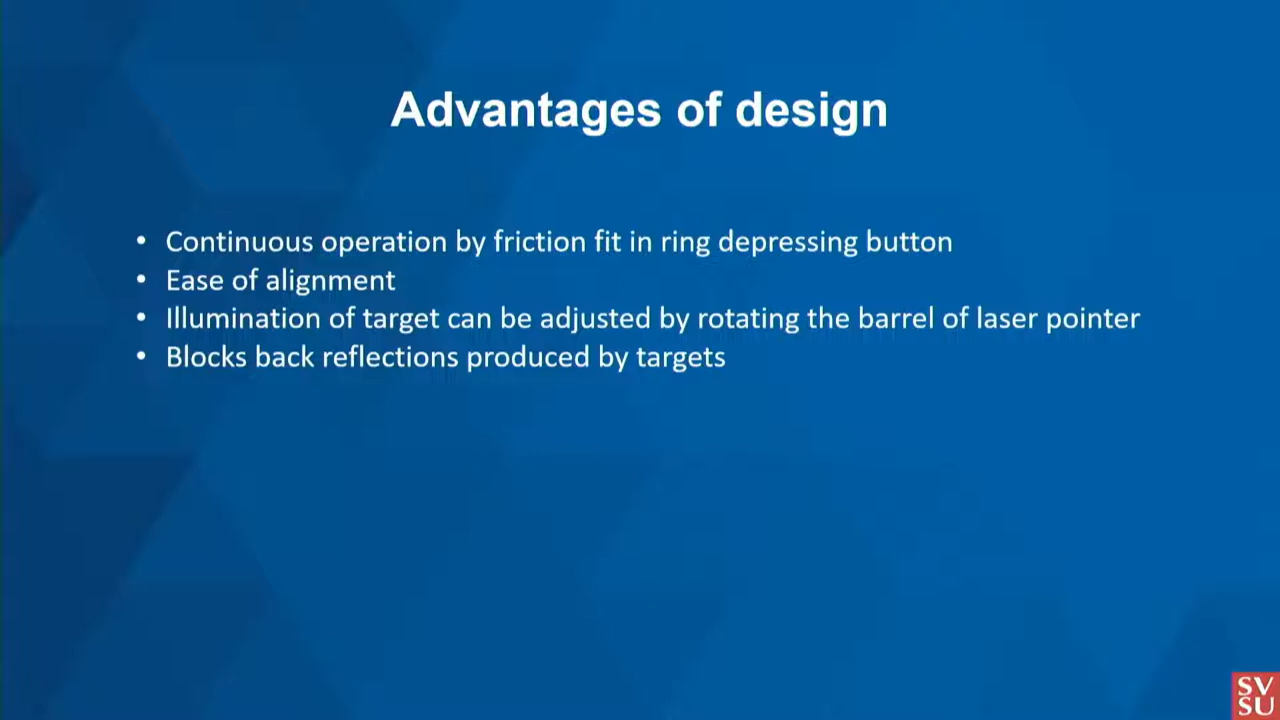 Advantages of design
• Continuous operation by friction fit in ring depressing button
• Ease of alignment
• Illumination of target can be adjusted by rotating the barrel of laser pointer
• Blocks back reflections produced by targets
SV
SU